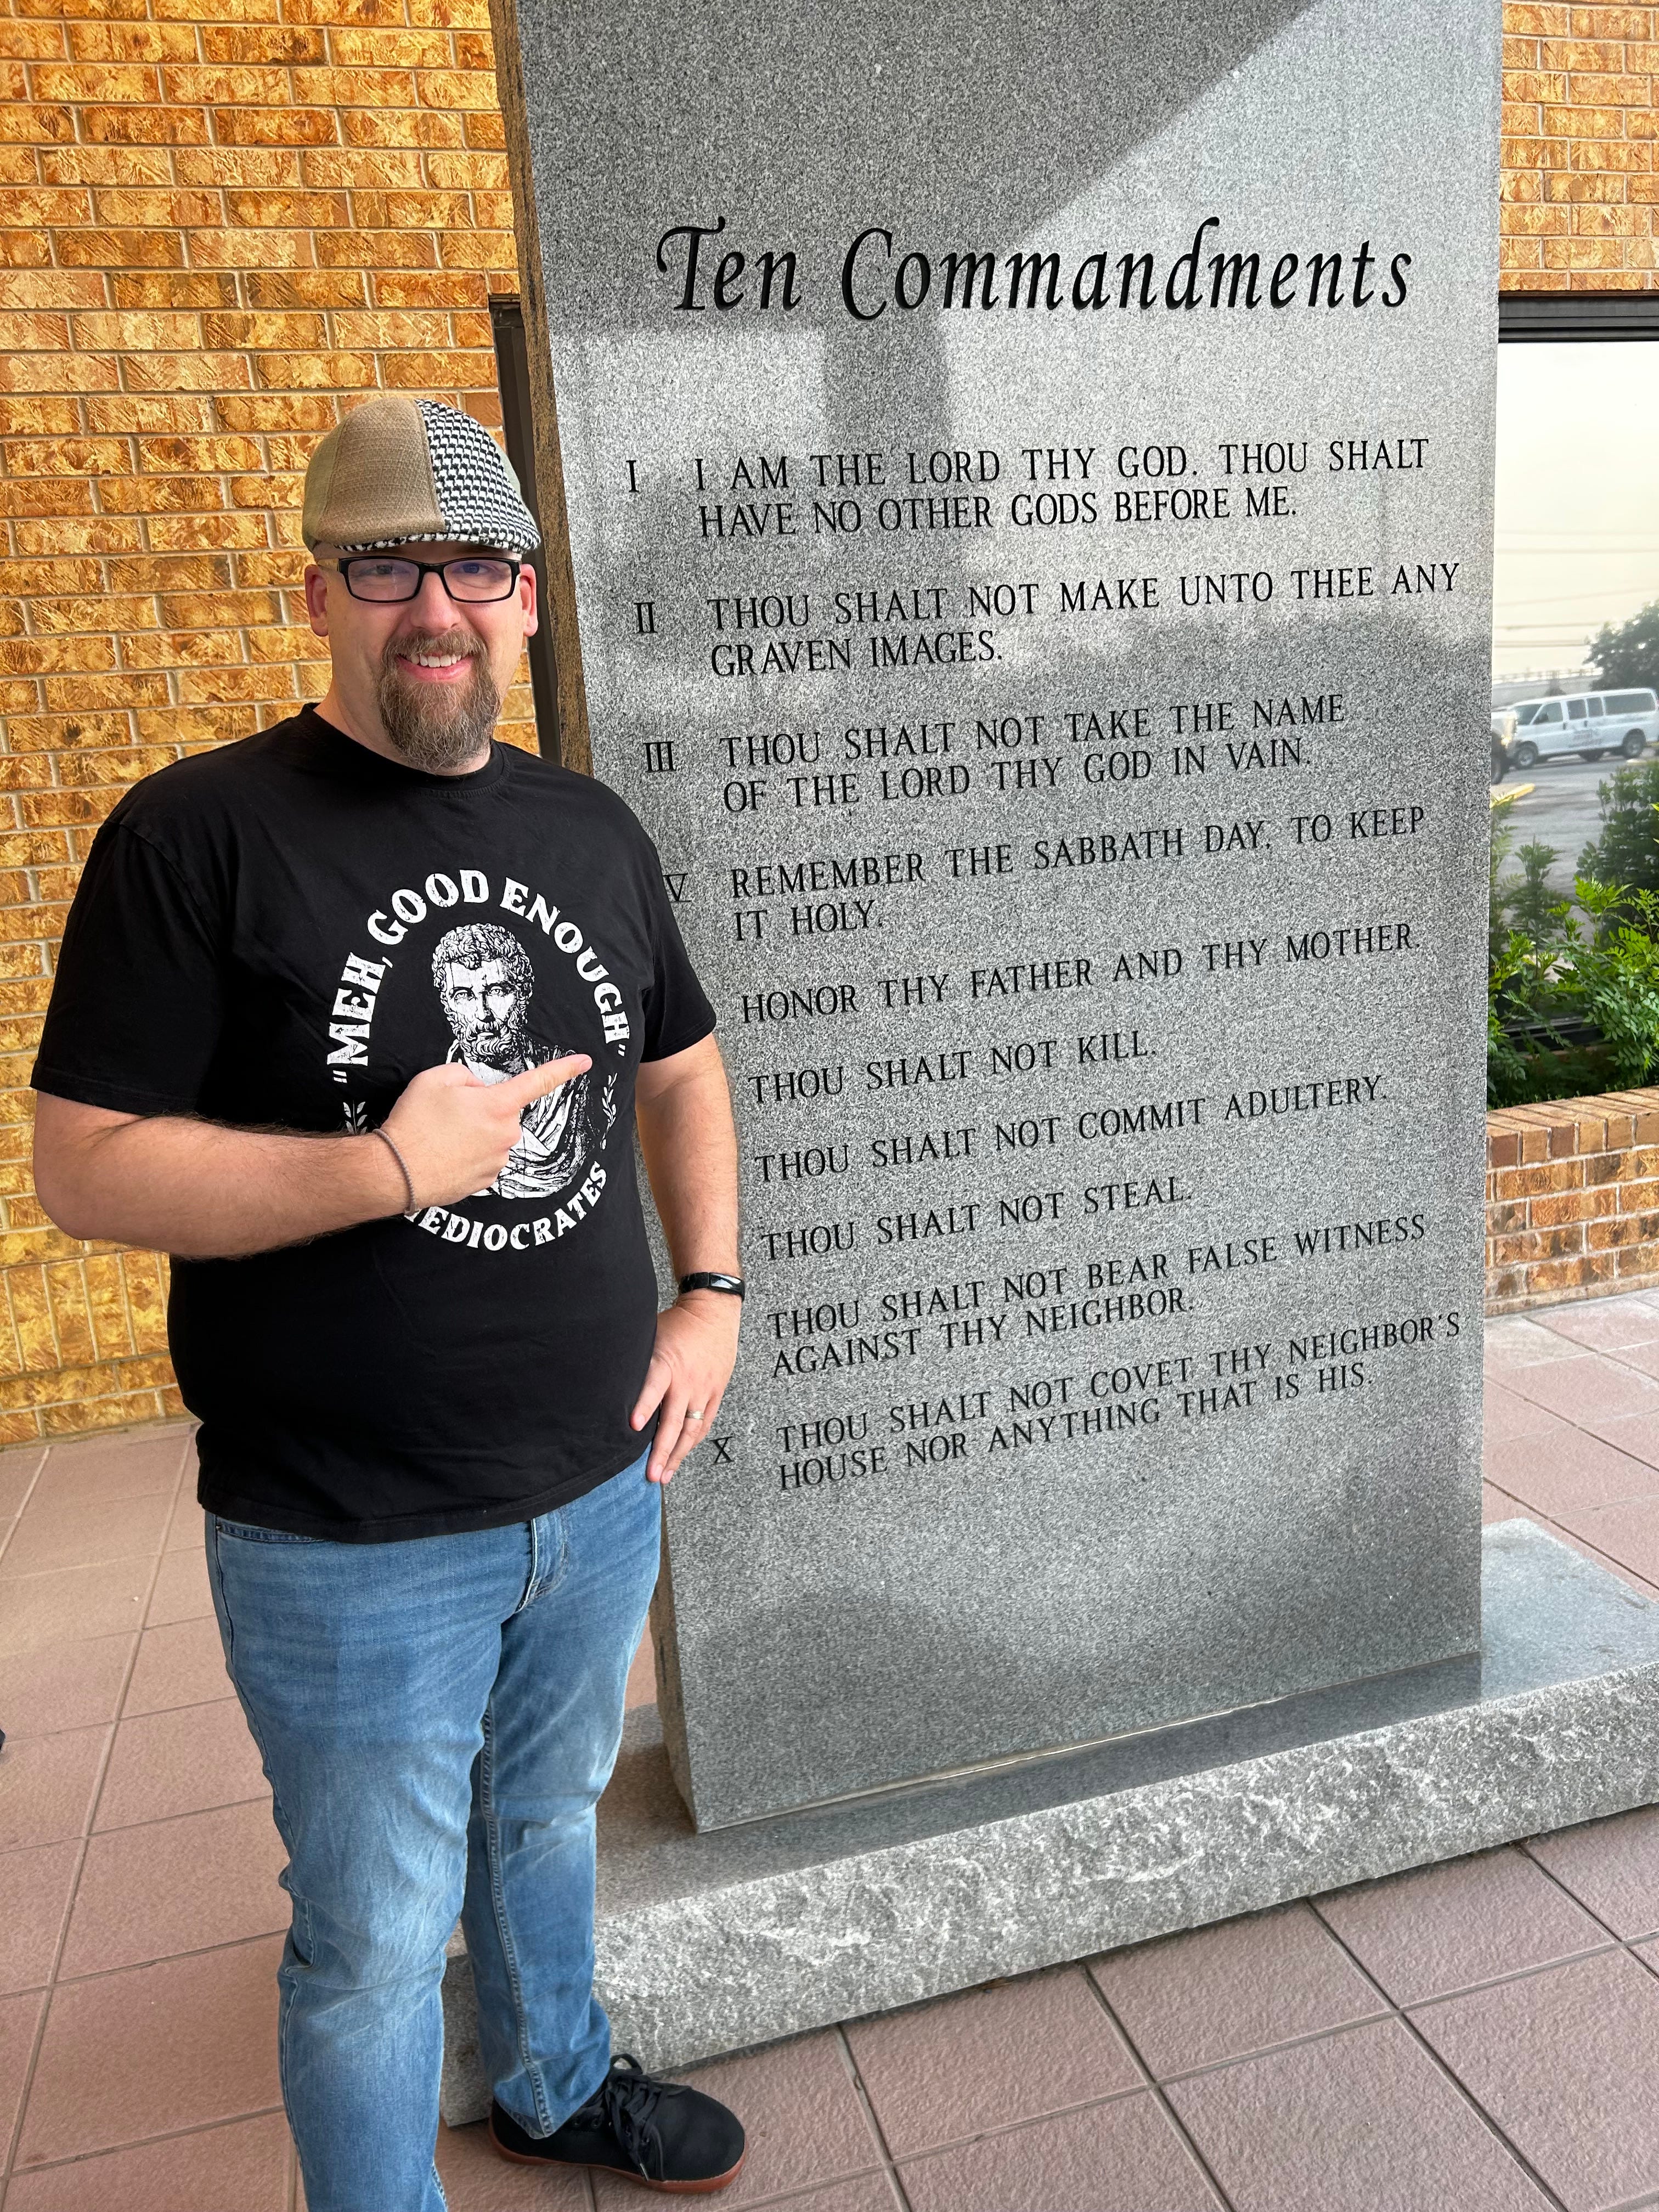 Ten Commandments
I I AM THE LORD THY GOD. THOU SHALT
HAVE NO OTHER GODS BEFORE ME.
II THOU SHALT NOT MAKE UNTO THEE ANY
GRAVEN IMAGES.
III THOU SHALT NOT TAKE THE NAME
OF THE LORD THY GOD IN VAIN.
V REMEMBER THE SABBATH DAY, TO KEEP
IT HOLY.
HONOR THY FATHER AND THY MOTHER.
THOU SHALT NOT KILL.
THOU SHALT NOT COMMIT ADULTERY.
THOU SHALT NOT STEAL.
THOU SHALT NOT BEAR FALSE WITNESS
AGAINST THY NEIGHBOR.
X THOU SHALT NOT COVET THY NEIGHBOR'S
HOUSE NOR ANYTHING THAT IS HIS.
"MEH, GOOD ENOUGH"
EDIOCRATES